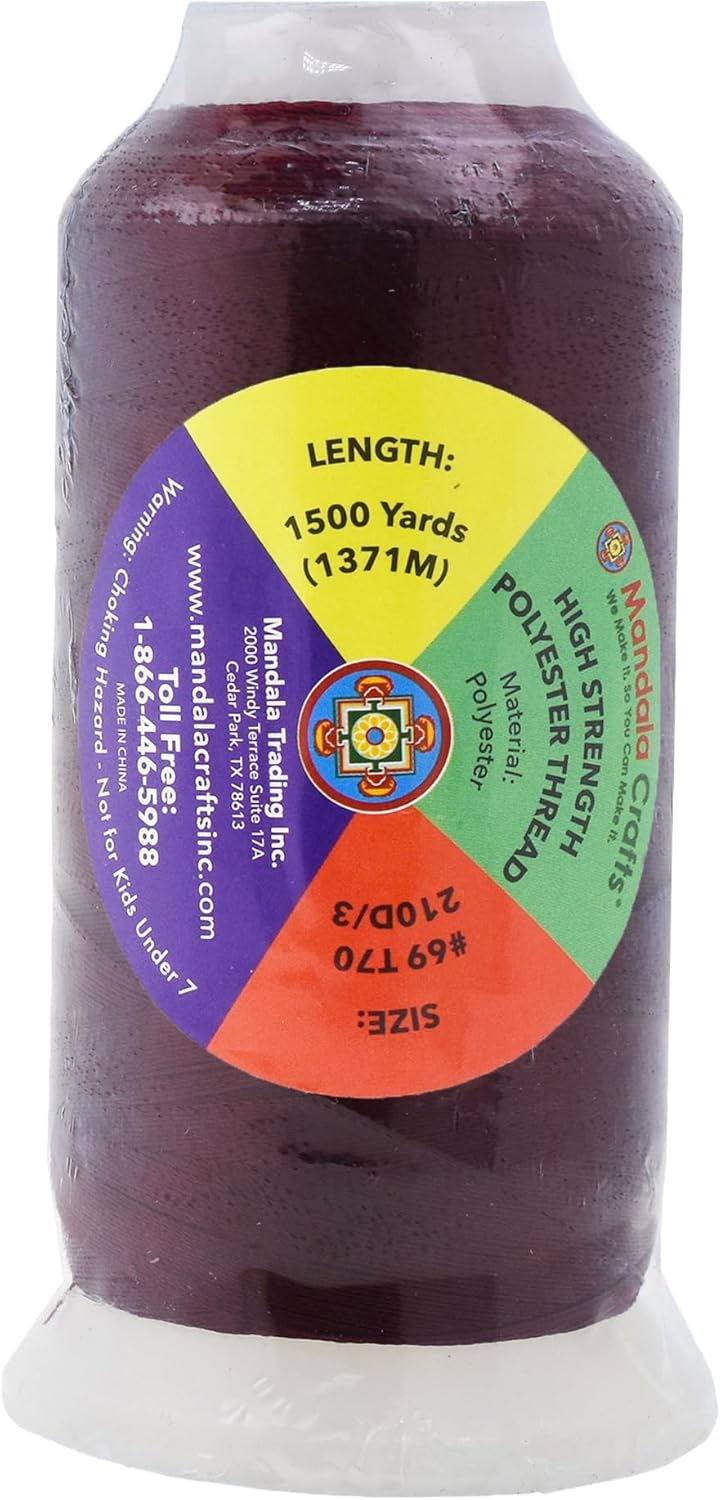 LENGTH:
1500 Yards
(1371M)
Mandala Crafts®
We Make It. So You Can Make It.
HIGH STRENGTH
POLYESTER THREAD
Material:
Polyester
SIZE:
#69 T70
210D/3
Mandala Trading Inc.
2000 Windy Terrace Suite 17A
Cedar Park, TX 78613
www.mandalacraftsinc.com
Toll Free:
1-866-446-5988
MADE IN CHINA
Warning: Choking Hazard - Not for Kids Under 7